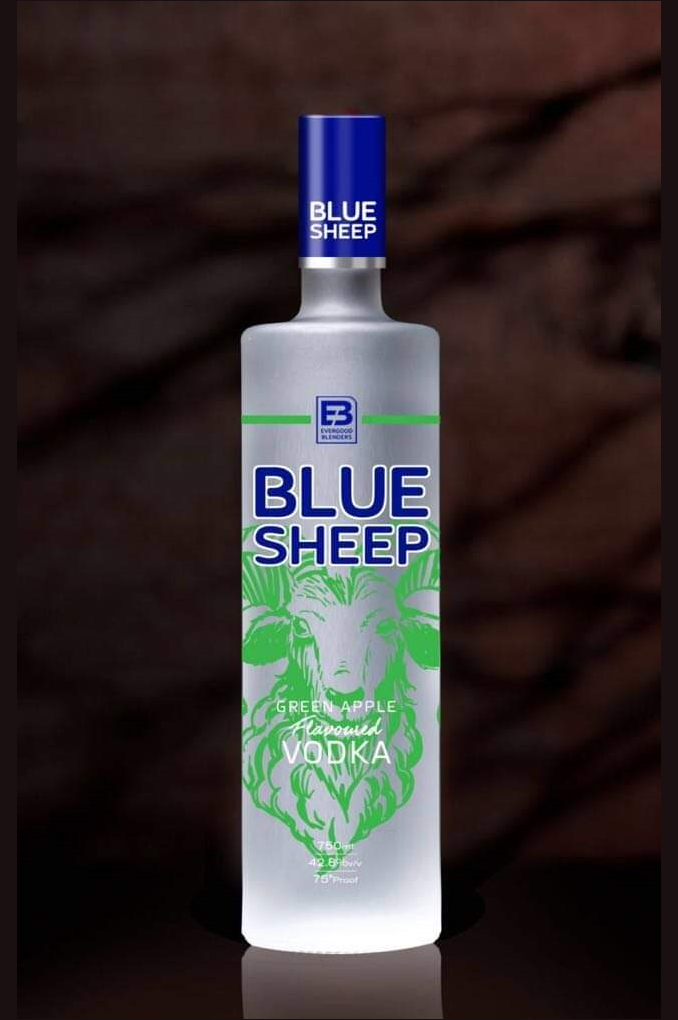 BLUE
SHEEP
EB
EVERGOOD
BLENDERS
BLUE
SHEEP
GREEN APPLE
Flavoured
VODKA
750ml
42.8%v/v
75°Proof